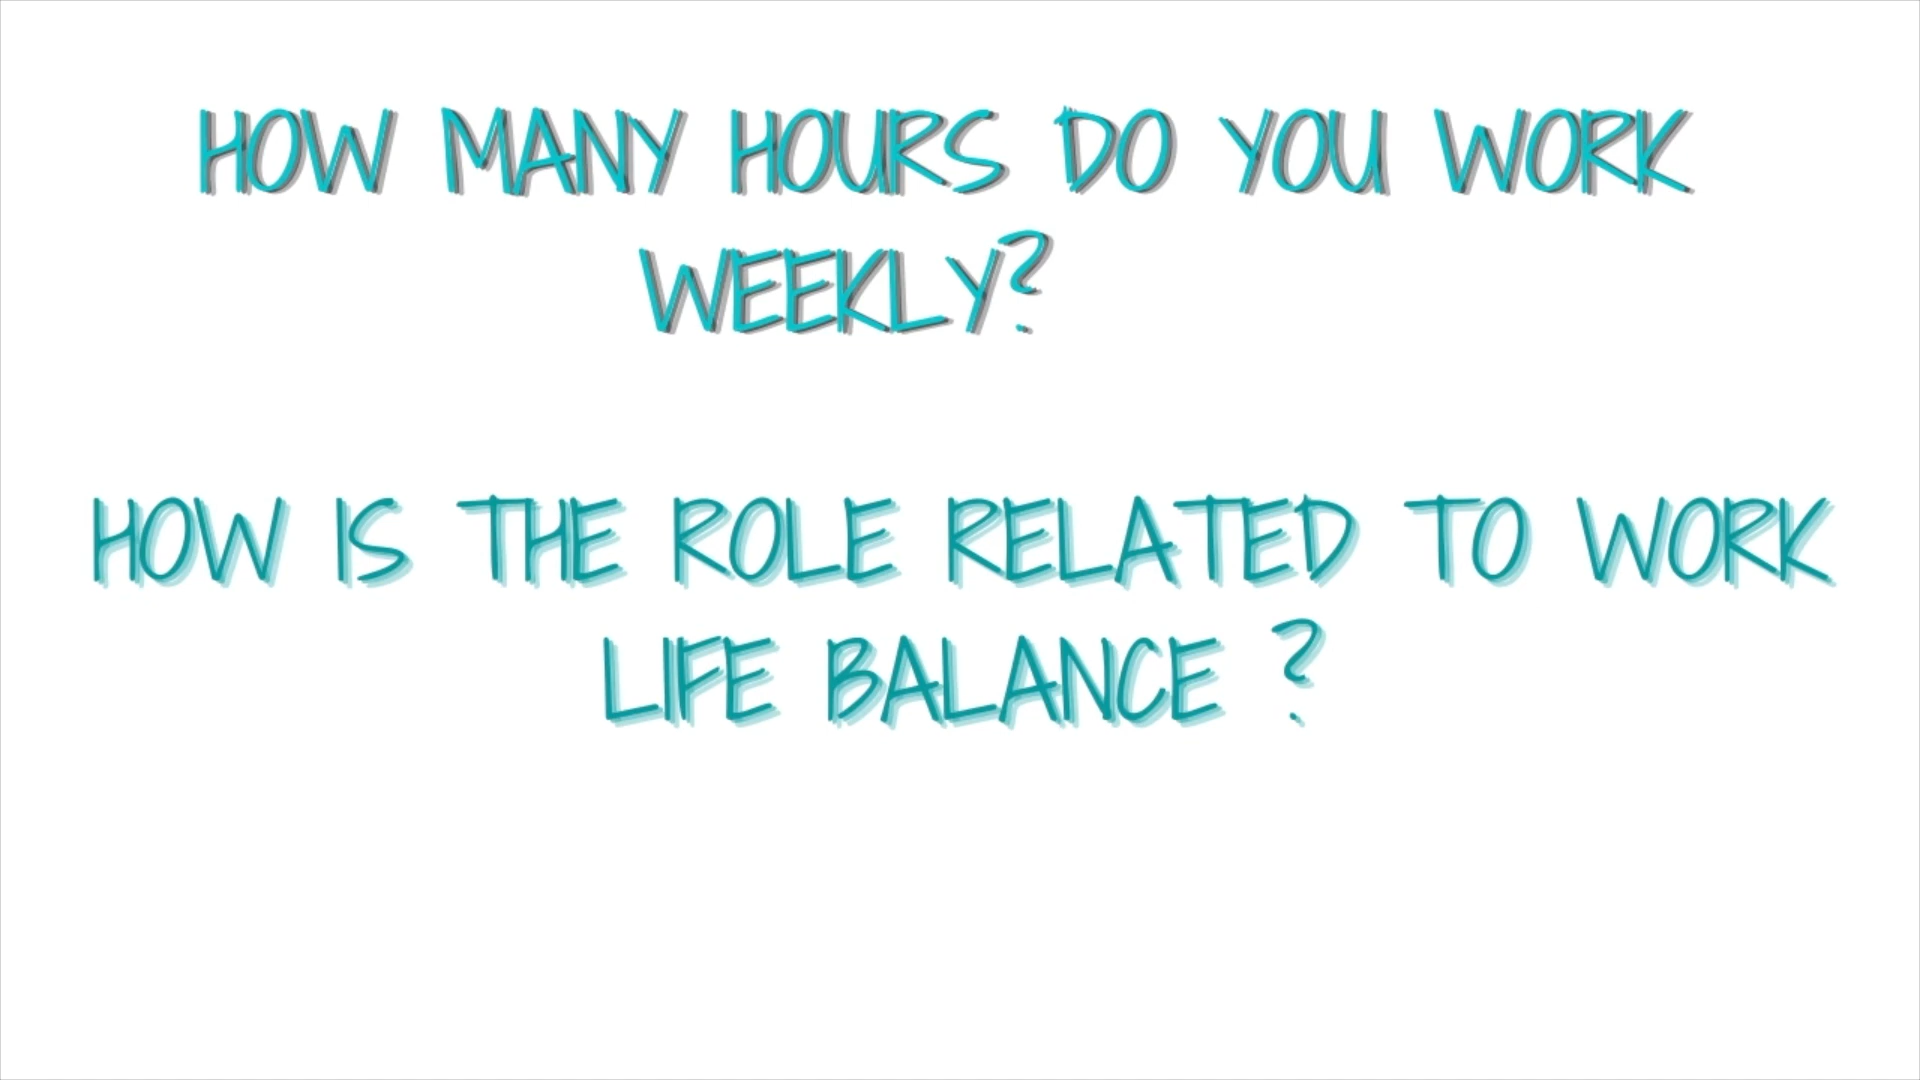 HOW MANY HOURS DO YOU WORK
WEEKLY?
HOW IS THE ROLE RELATED TO WORK
LIFE BALANCE ?